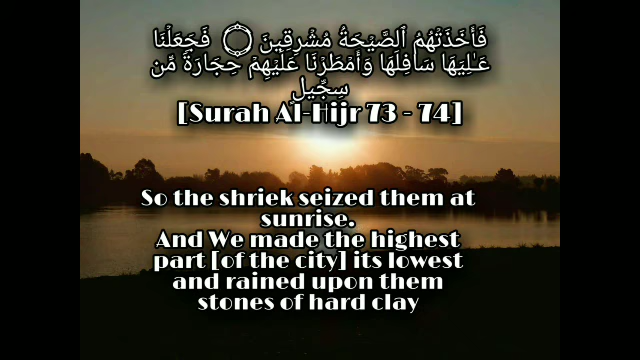 فَأَخَذَتْهُمُ ٱلصَّيْحَةُ مُشْرِقِينَ ۝ فَجَعَلْنَا
عَـٰلِيَهَا سَافِلَهَا وَأَمْطَرْنَا عَلَيْهِمْ حِجَارَةً مِّن
سِجِّيلٍ
[Surah Al-Hijr 73 - 74]
So the shriek seized them at
sunrise.
And We made the highest
part [of the city] its lowest
and rained upon them
stones of hard clay